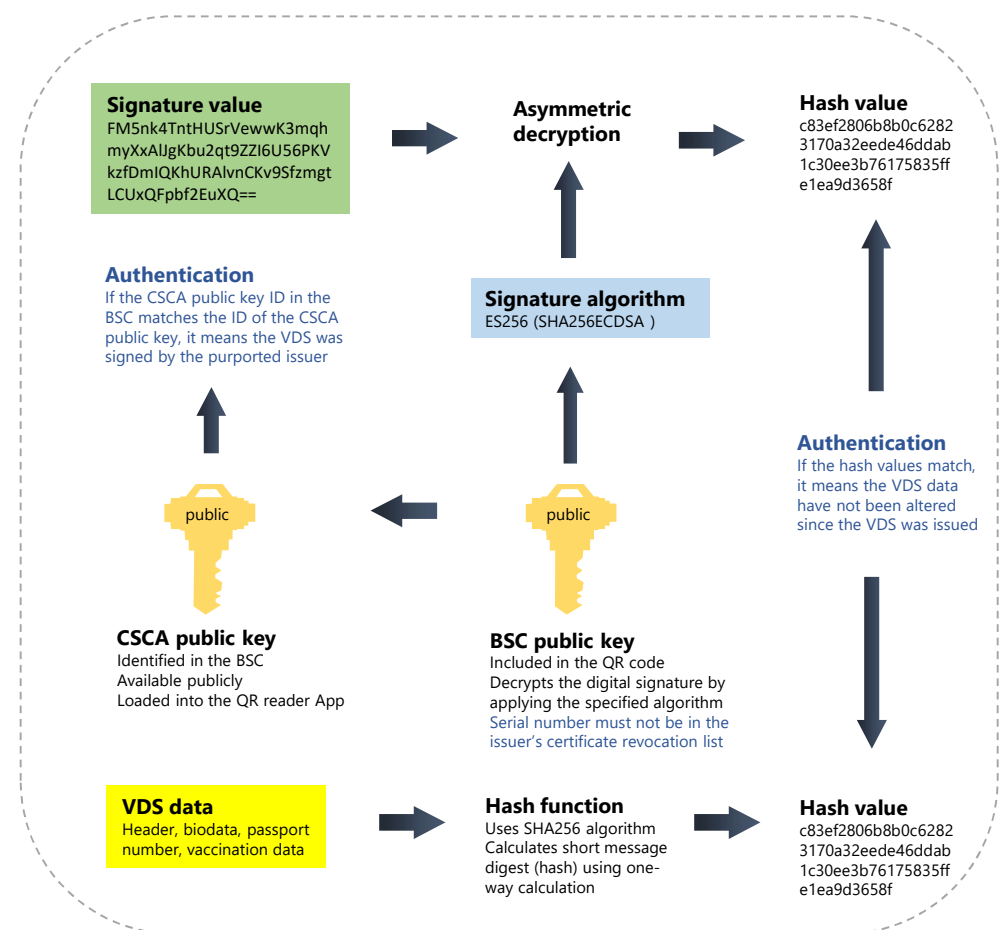 Signature value
FM5nk4TntHUSrVewwK3mqh
myXxAlJgKbu2qt9ZZI6U56PKV
kzfDmIQKhURAlvnCKv9Sfzmgt
LCUxQFpbf2EuXQ==
Asymmetric
decryption
Hash value
c83ef2806b8b0c6282
3170a32eede46ddab
1c30ee3b76175835ff
e1ea9d3658f
Authentication
If the CSCA public key ID in the
BSC matches the ID of the CSCA
public key, it means the VDS was
signed by the purported issuer
Signature algorithm
ES256 (SHA256ECDSA )
Authentication
If the hash values match,
it means the VDS data
have not been altered
since the VDS was issued
public
public
CSCA public key
Identified in the BSC
Available publicly
Loaded into the QR reader App
BSC public key
Included in the QR code
Decrypts the digital signature by
applying the specified algorithm
Serial number must not be in the
issuer's certificate revocation list
VDS data
Header, biodata, passport
number, vaccination data
Hash function
Uses SHA256 algorithm
Calculates short message
digest (hash) using one-
way calculation
Hash value
c83ef2806b8b0c6282
3170a32eede46ddab
1c30ee3b76175835ff
e1ea9d3658f